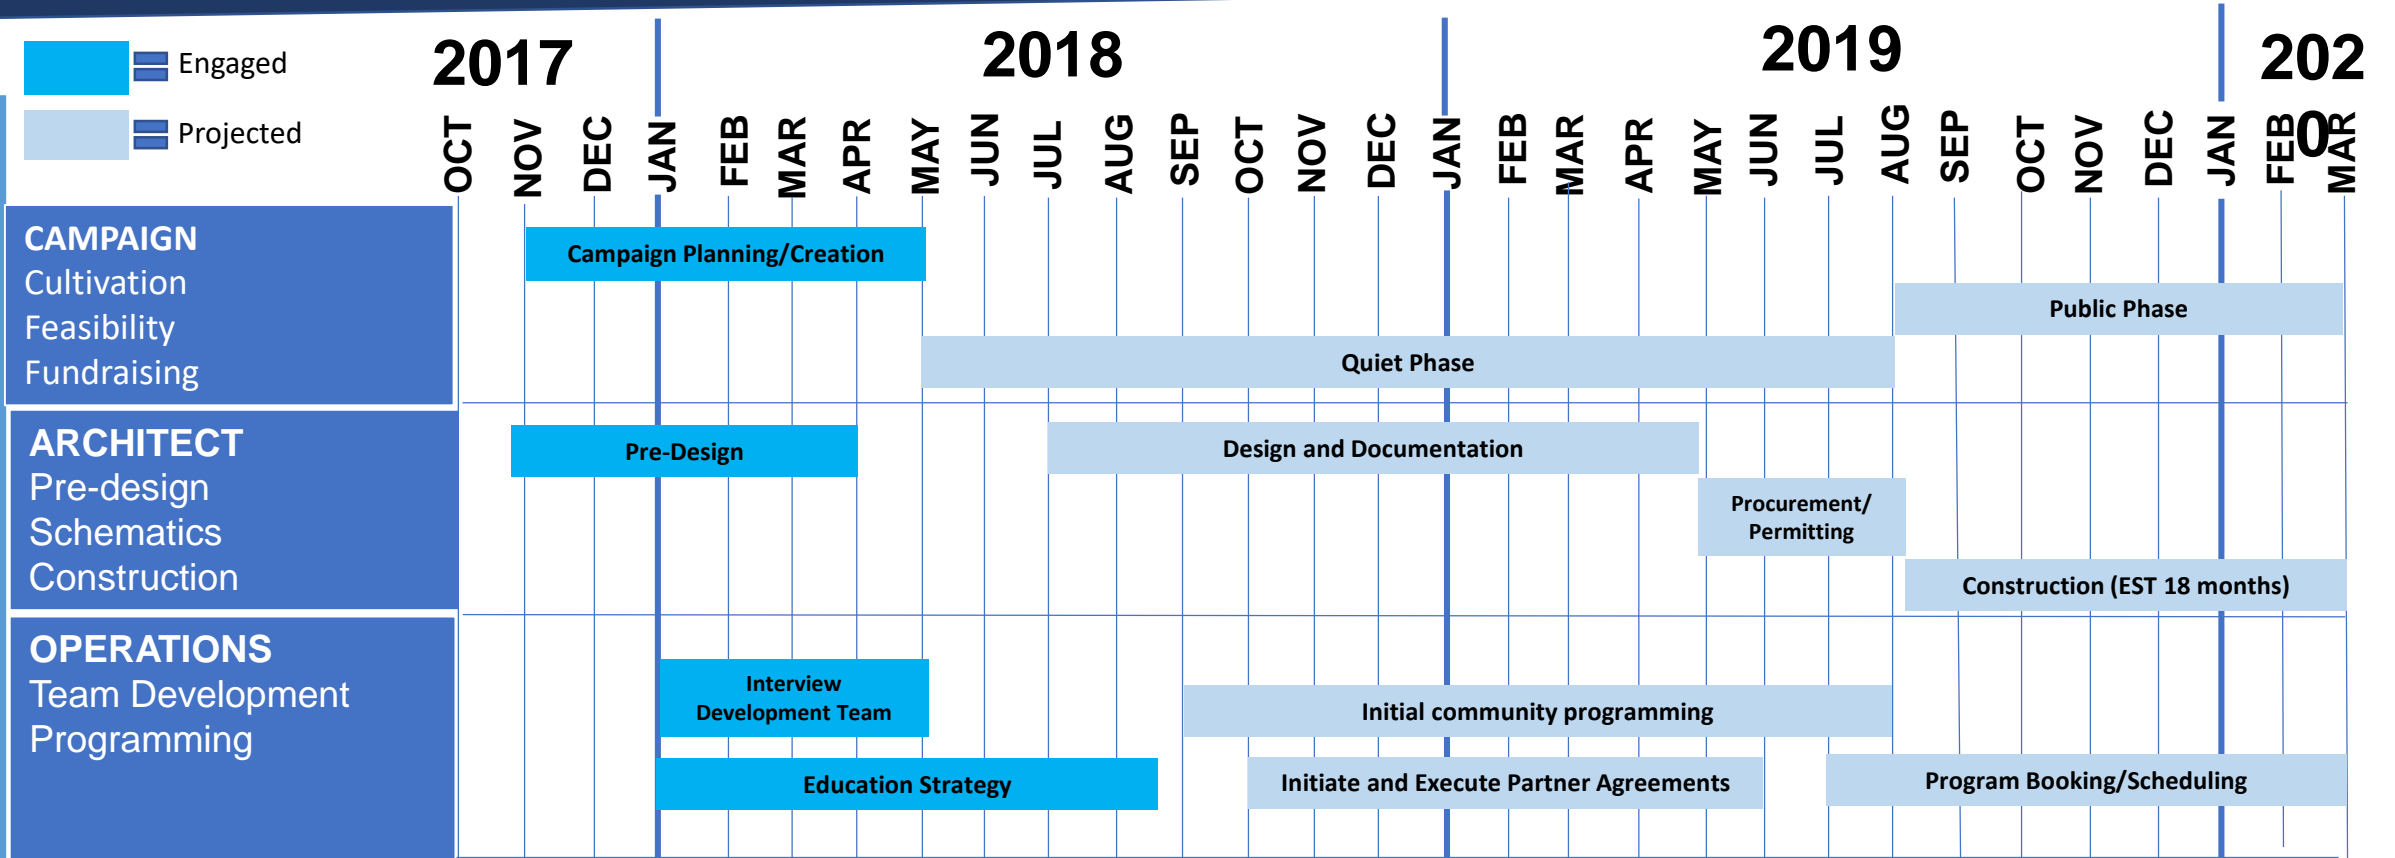 Engaged
Projected
2017
2018
2019
202
0
OCT
NOV
DEC
JAN
FEB
MAR
APR
MAY
JUN
JUL
AUG
SEP
OCT
NOV
DEC
JAN
FEB
MAR
APR
MAY
JUN
JUL
AUG
SEP
OCT
NOV
DEC
JAN
FEB
MAR
CAMPAIGN
Cultivation
Feasibility
Fundraising
Campaign Planning/Creation
Public Phase
Quiet Phase
ARCHITECT
Pre-design
Schematics
Construction
Pre-Design
Design and Documentation
Procurement/
Permitting
Construction (EST 18 months)
OPERATIONS
Team Development
Programming
Interview
Development Team
Initial community programming
Education Strategy
Initiate and Execute Partner Agreements
Program Booking/Scheduling